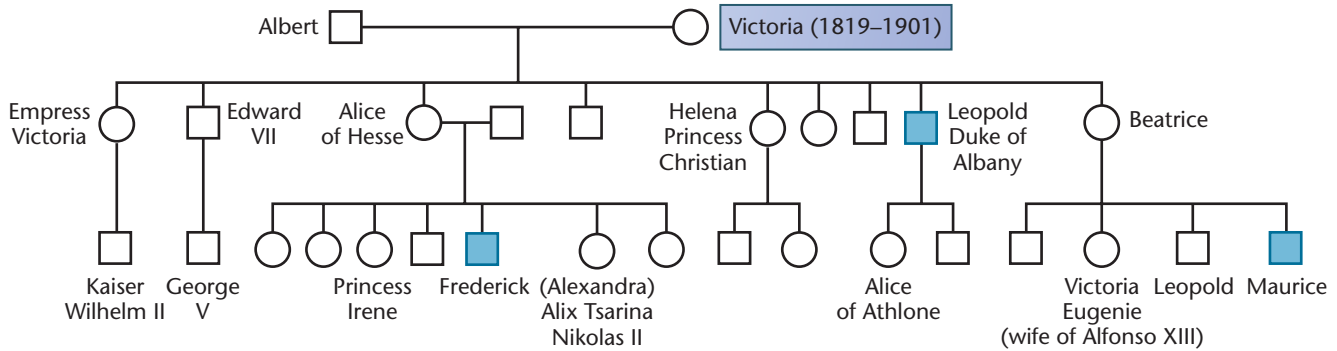 Albert
Victoria (1819–1901)
Empress
Victoria
Edward
VII
Alice
of Hesse
Helena
Princess
Christian
Leopold
Duke of
Albany
Beatrice
Kaiser
Wilhelm II
George
V
Princess
Irene
Frederick
(Alexandra)
Alix Tsarina
Nikolas II
Alice
of Athlone
Victoria
Eugenie
(wife of Alfonso XIII)
Leopold
Maurice